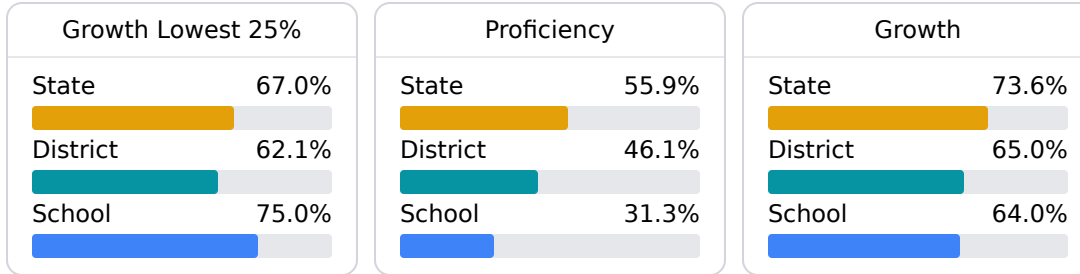 Growth Lowest 25%
State 67.0%
District 62.1%
School 75.0%
Proficiency
State 55.9%
District 46.1%
School 31.3%
Growth
State 73.6%
District 65.0%
School 64.0%